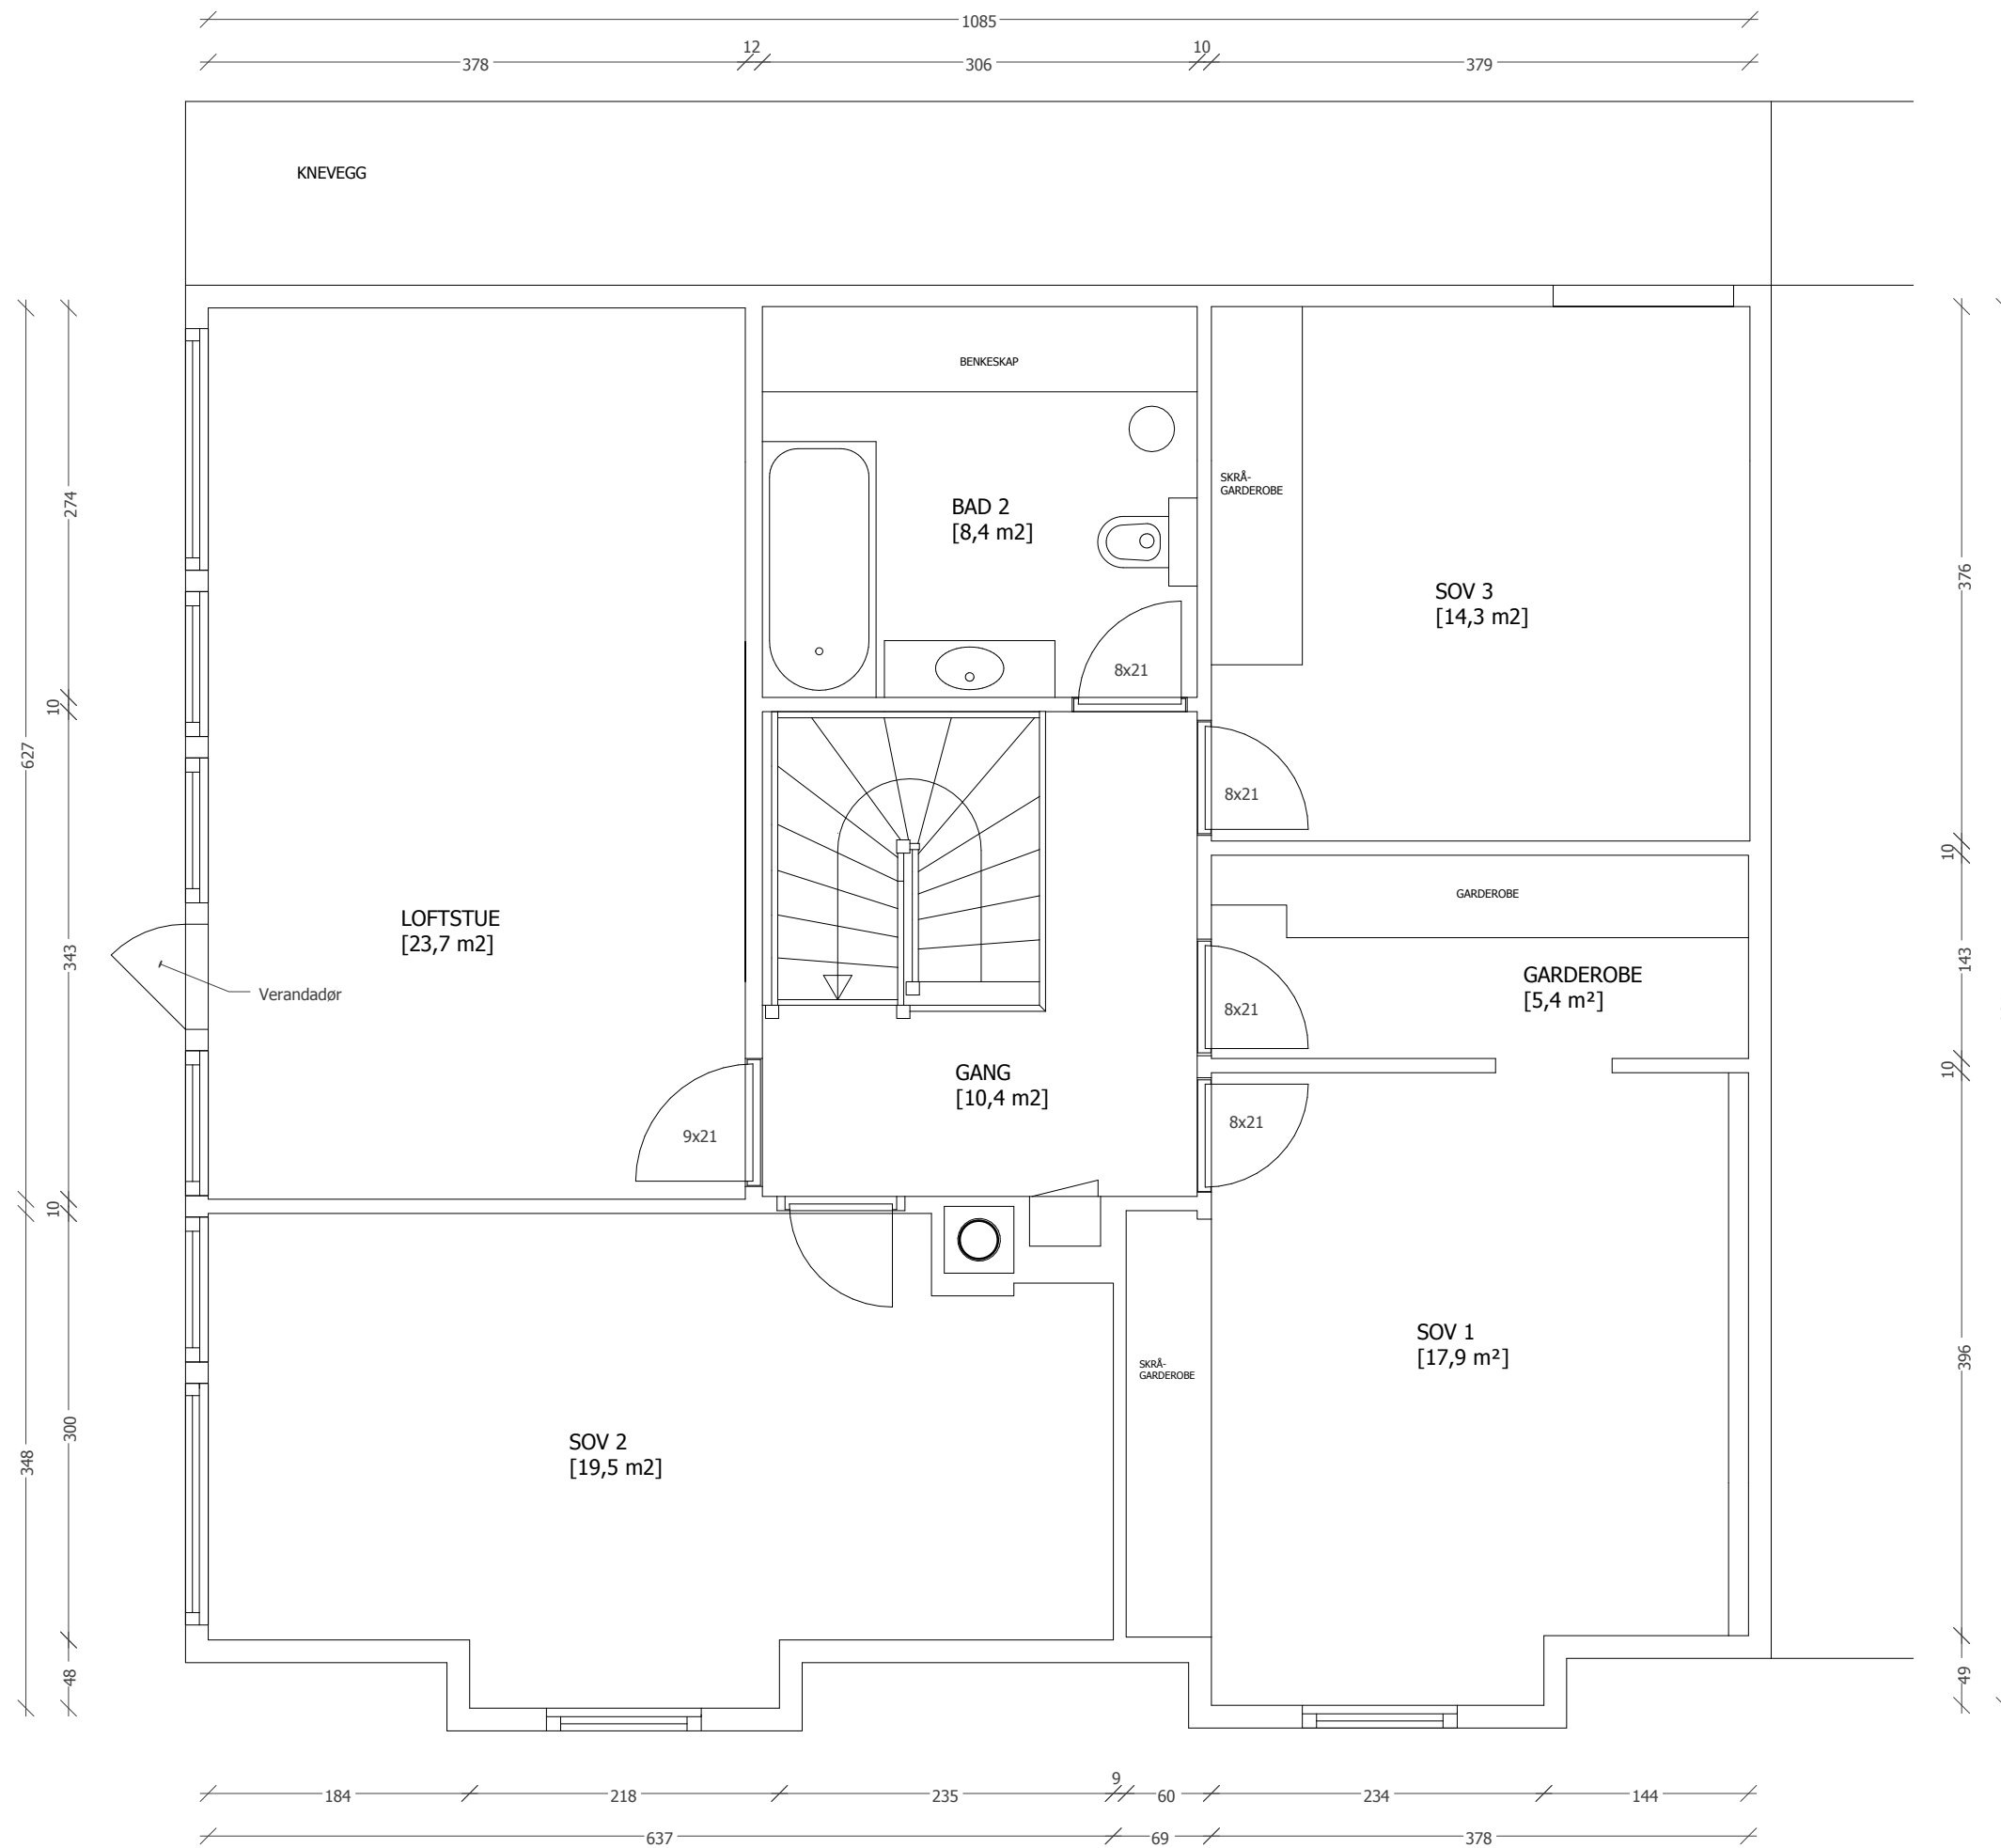 1085
12
10
378
306
379
KNEVEGG
BENKESKAP
SKRÅ-
GARDEROBE
BAD 2
[8,4 m2]
274
SOV 3
[14,3 m2]
376
8x21
10
627
8x21
10
GARDEROBE
LOFTSTUE
[23,7 m2]
343
143
GARDEROBE
[5,4 m²]
Verandadør
8x21
GANG
[10,4 m2]
10
9x21
8x21
10
SOV 1
[17,9 m²]
396
SKRÅ-
GARDEROBE
300
SOV 2
[19,5 m2]
348
48
49
9
184
218
235
60
234
144
637
69
378